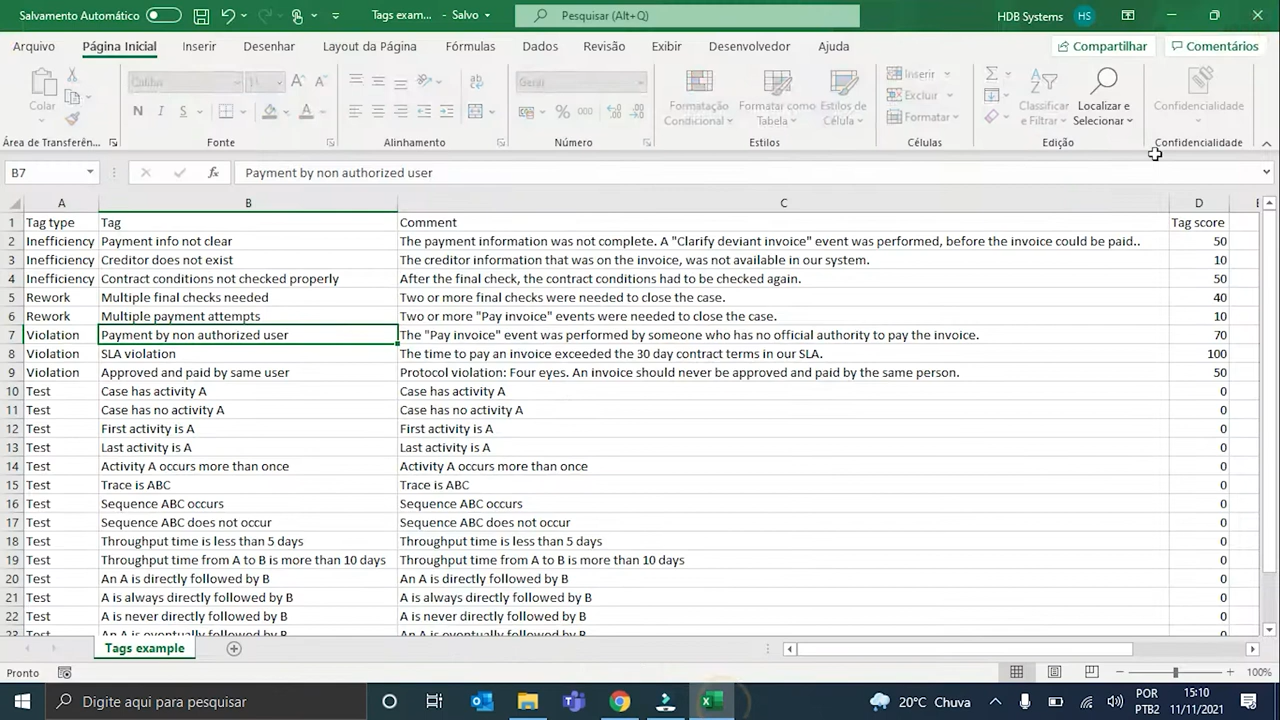 Salvamento Automático
Tags exam... - Salvo
Pesquisar (Alt+Q)
HDB Systems HS
Arquivo Página Inicial Inserir Desenhar Layout da Página Fórmulas Dados Revisão Exibir Desenvolvedor Ajuda Compartilhar Comentários
Colar
Calibri 11
N I S
ab
Geral
% 000
Formatação Condicional
Formatar como Tabela
Estilos de Célula
Inserir
Excluir
Formatar
Classificar e Filtrar
Localizar e Selecionar
Confidencialidade
Área de Transferên... Fonte Alinhamento Número Estilos Células Edição Confidencialidade
B7 fx Payment by non authorized user
A B C D E
1 Tag type Tag Comment Tag score
2 Inefficiency Payment info not clear The payment information was not complete. A "Clarify deviant invoice" event was performed, before the invoice could be paid.. 50
3 Inefficiency Creditor does not exist The creditor information that was on the invoice, was not available in our system. 10
4 Inefficiency Contract conditions not checked properly After the final check, the contract conditions had to be checked again. 50
5 Rework Multiple final checks needed Two or more final checks were needed to close the case. 40
6 Rework Multiple payment attempts Two or more "Pay invoice" events were needed to close the case. 10
7 Violation Payment by non authorized user The "Pay invoice" event was performed by someone who has no official authority to pay the invoice. 70
8 Violation SLA violation The time to pay an invoice exceeded the 30 day contract terms in our SLA. 100
9 Violation Approved and paid by same user Protocol violation: Four eyes. An invoice should never be approved and paid by the same person. 50
10 Test Case has activity A Case has activity A 0
11 Test Case has no activity A Case has no activity A 0
12 Test First activity is A First activity is A 0
13 Test Last activity is A Last activity is A 0
14 Test Activity A occurs more than once Activity A occurs more than once 0
15 Test Trace is ABC Trace is ABC 0
16 Test Sequence ABC occurs Sequence ABC occurs 0
17 Test Sequence ABC does not occur Sequence ABC does not occur 0
18 Test Throughput time is less than 5 days Throughput time is less than 5 days 0
19 Test Throughput time from A to B is more than 10 days Throughput time from A to B is more than 10 days 0
20 Test An A is directly followed by B An A is directly followed by B 0
21 Test A is always directly followed by B A is always directly followed by B 0
22 Test A is never directly followed by B A is never directly followed by B 0
23 Test An A is eventually followed by B An A is eventually followed by B 0
Tags example
Pronto 100%
Digite aqui para pesquisar 20°C Chuva POR PTB2 15:10 11/11/2021